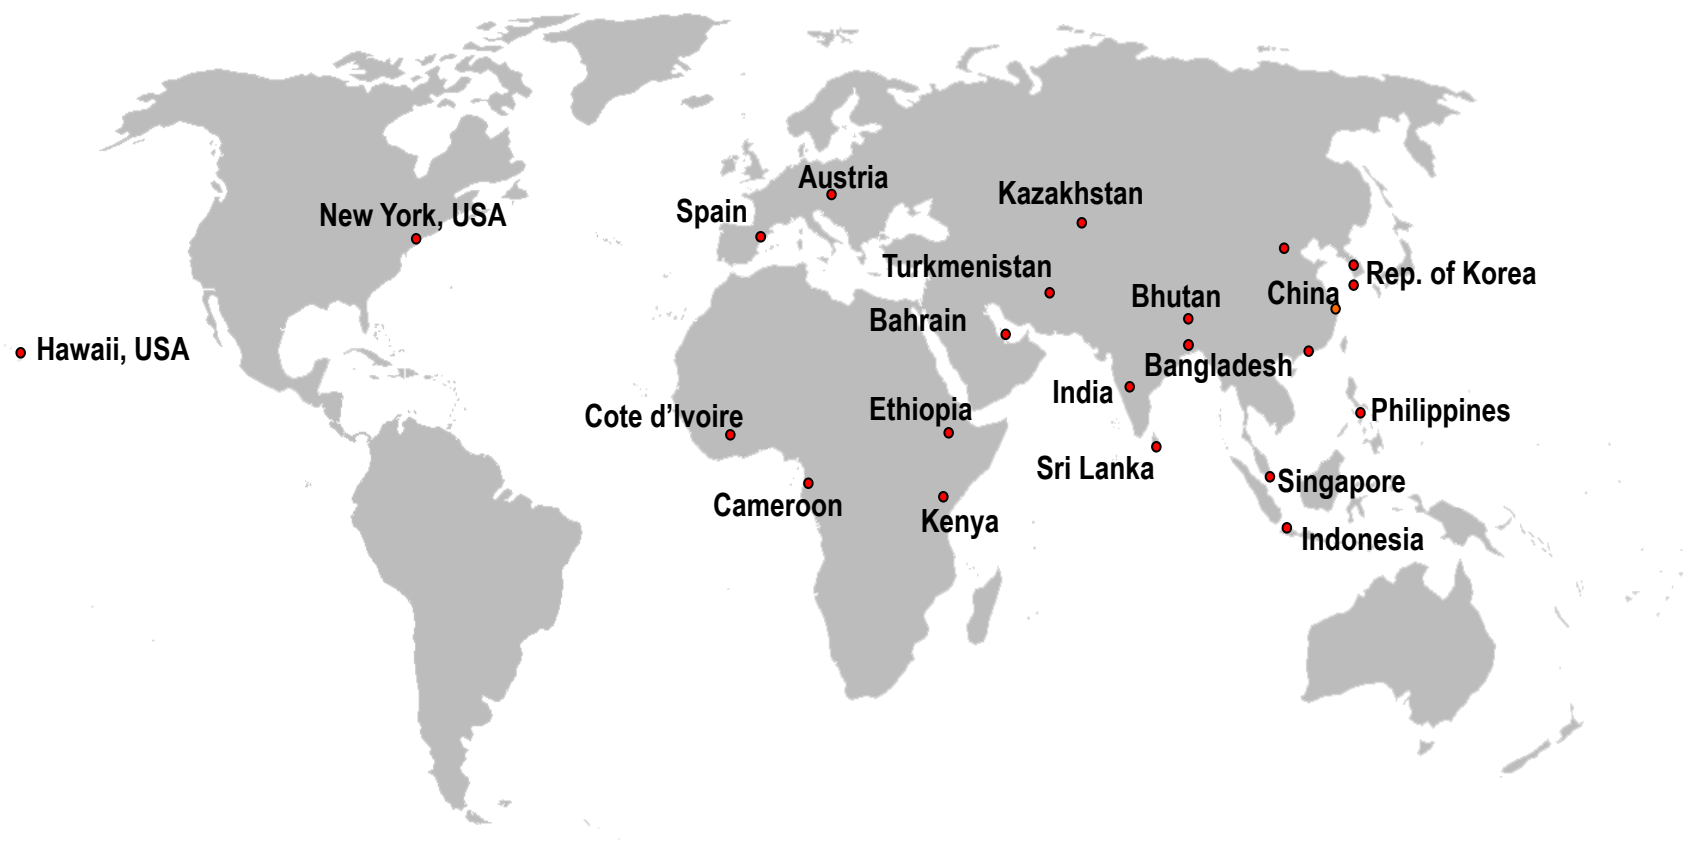 Austria
Kazakhstan
Spain
New York, USA
Turkmenistan
Rep. of Korea
Bhutan
China
Bahrain
Hawaii, USA
Bangladesh
India
Ethiopia
Philippines
Cote d’Ivoire
Sri Lanka
Singapore
Cameroon
Kenya
Indonesia